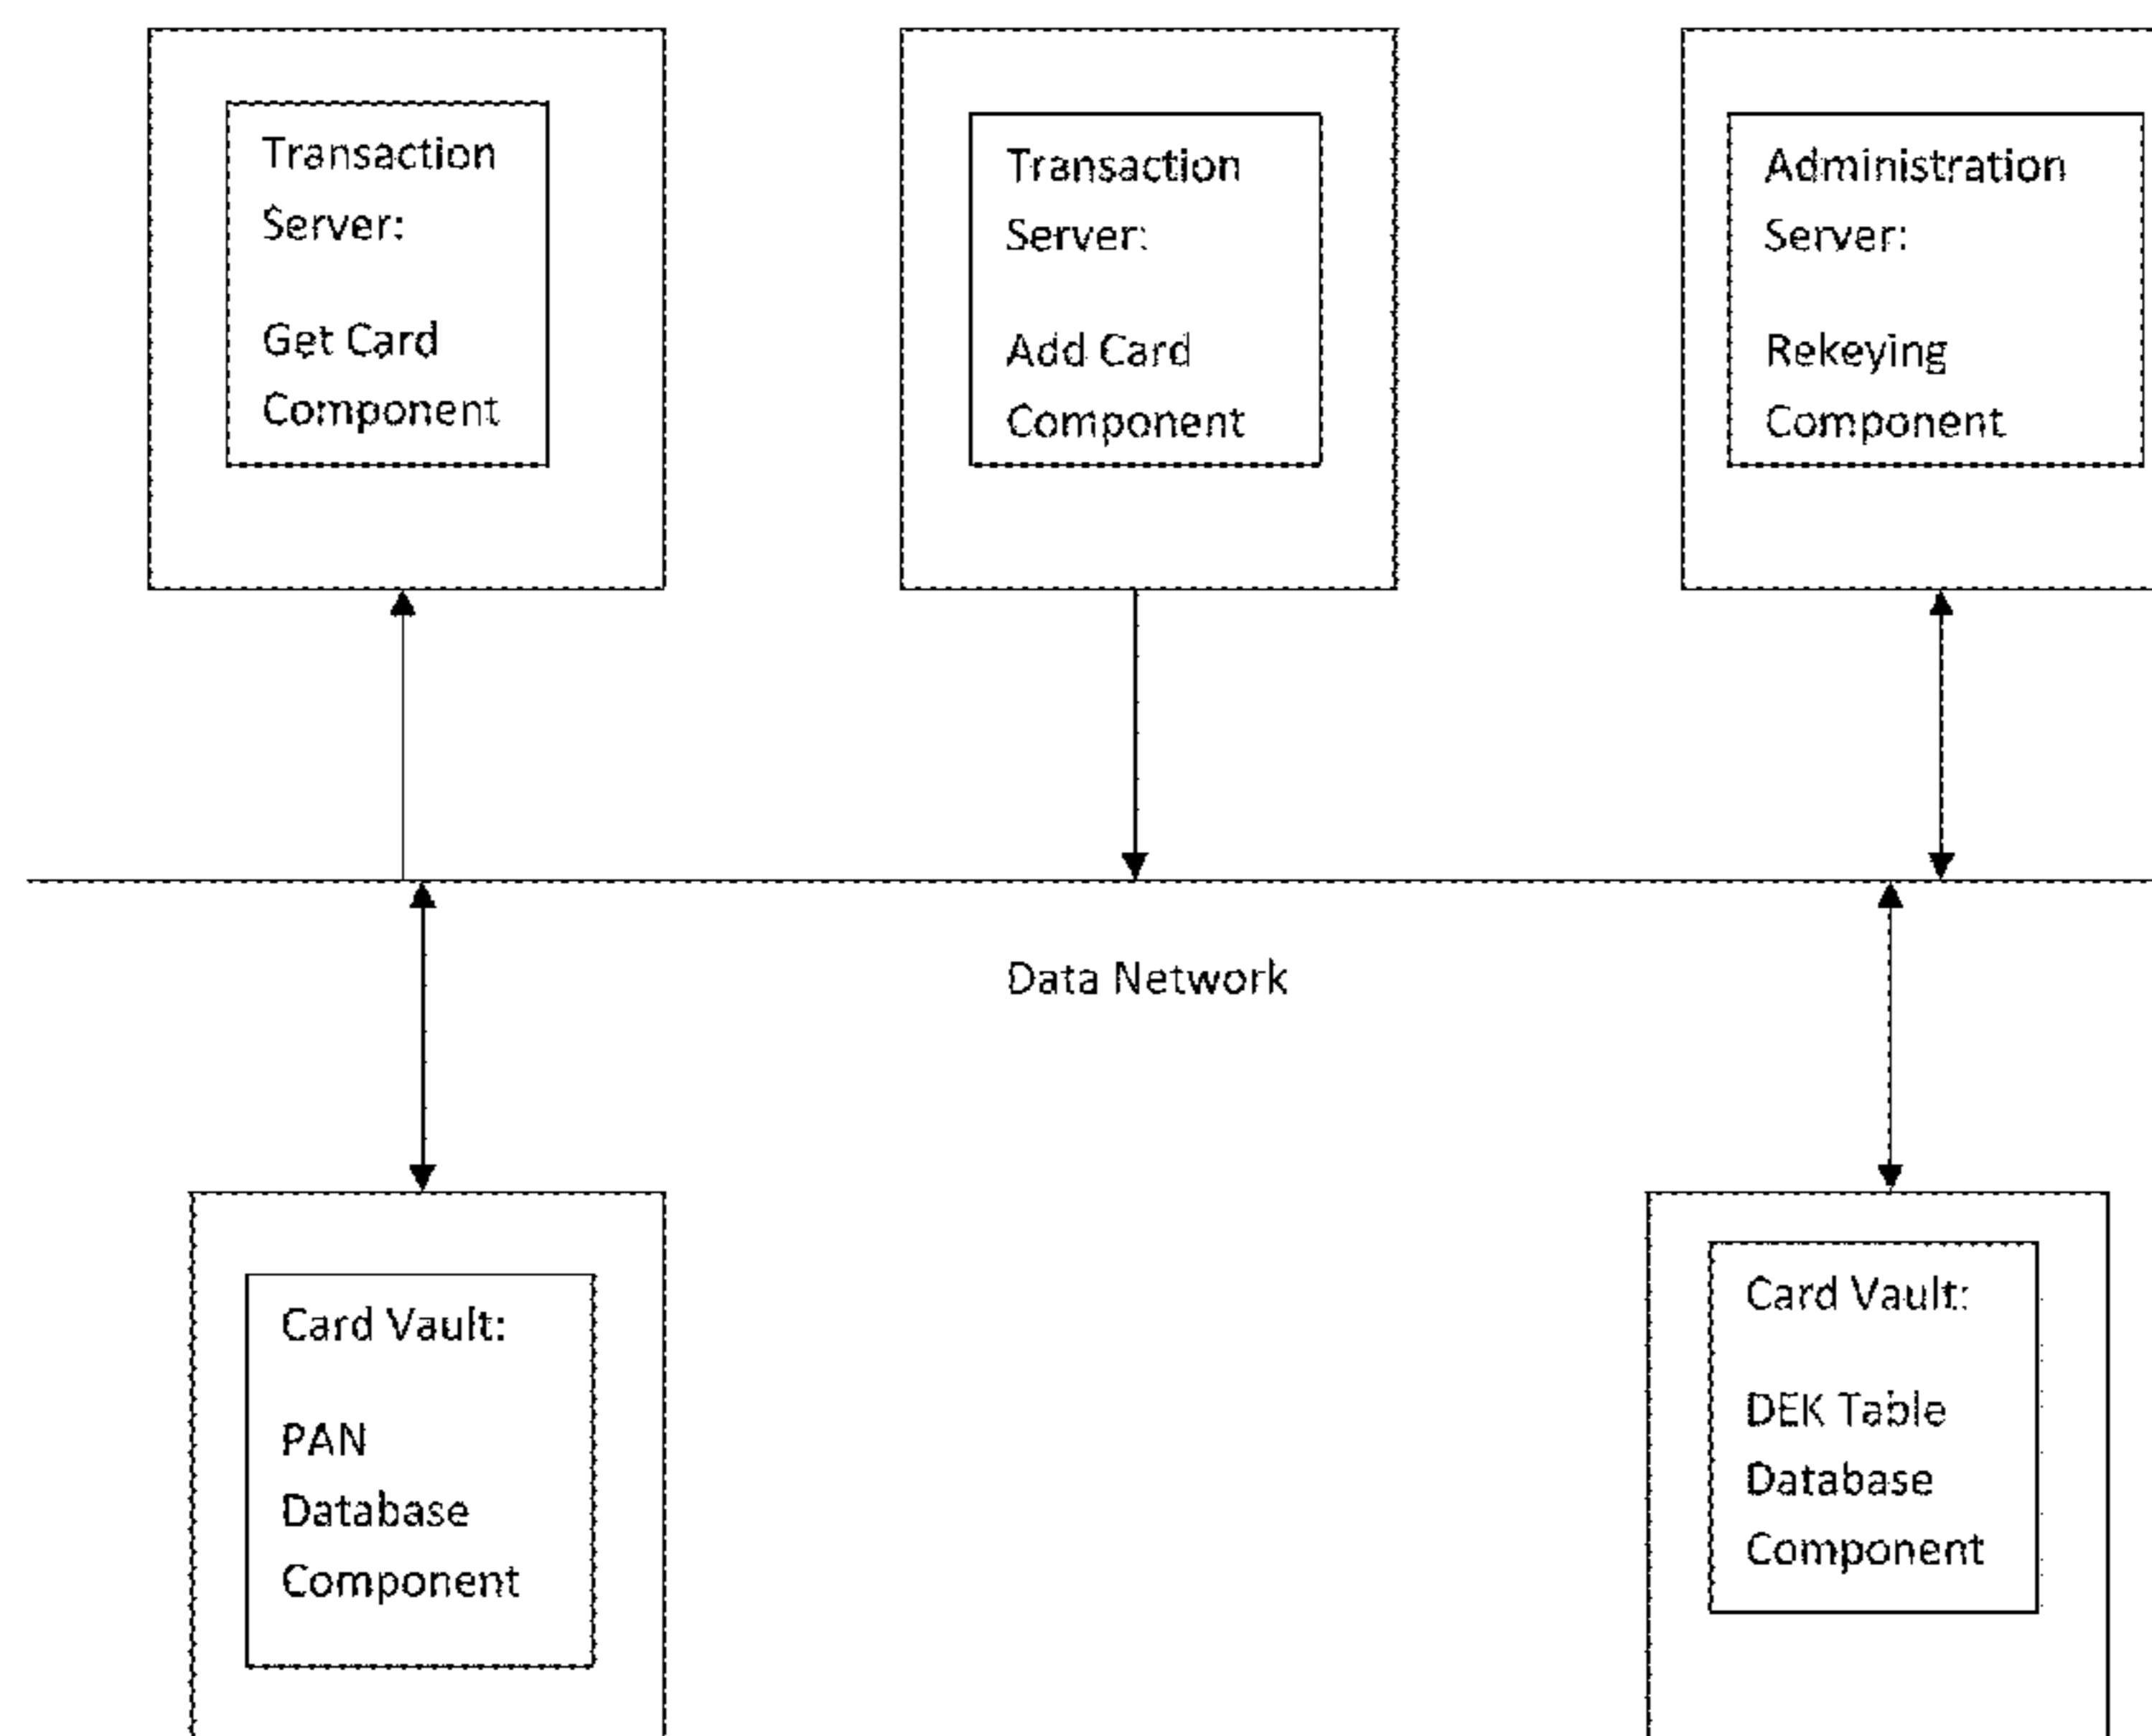 Transaction
Server:
Get Card
Component
Transaction
Server:
Add Card
Component
Administration
Server:
Rekeying
Component
Data Network
Card Vault:
PAN
Database
Component
Card Vault:
DEK Table
Database
Component